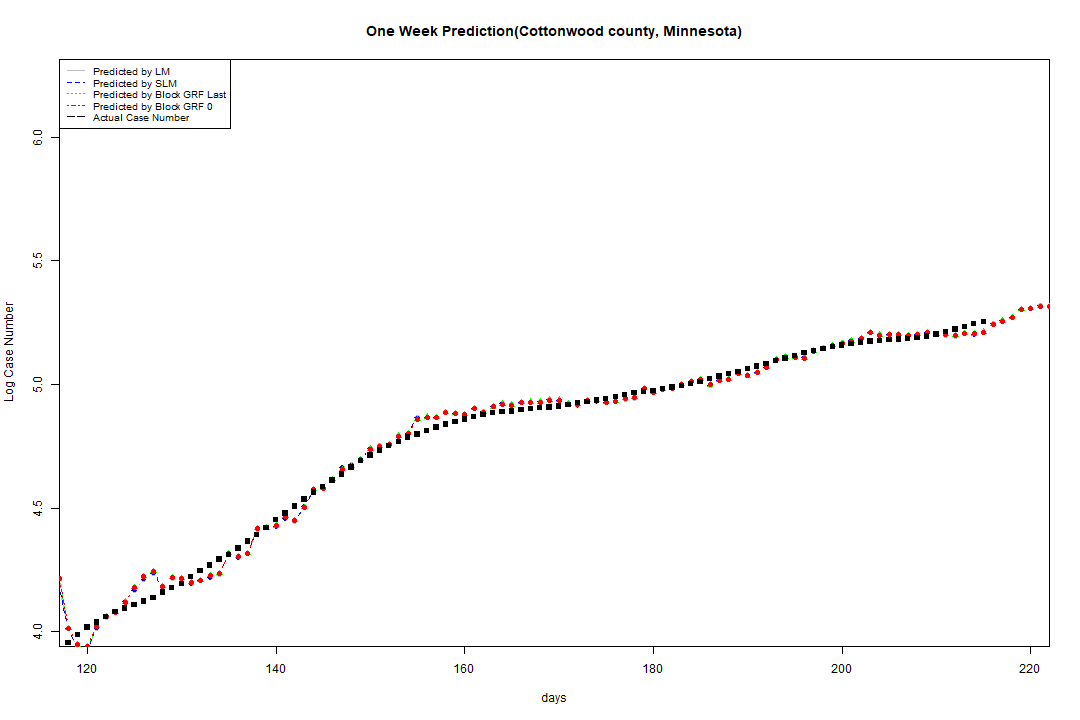 One Week Prediction(Cottonwood county, Minnesota)
Predicted by LM
Predicted by SLM
Predicted by Block GRF Last
Predicted by Block GRF 0
Actual Case Number
Log Case Number
6.0
5.5
5.0
4.5
4.0
120 140 160 180 200 220
days